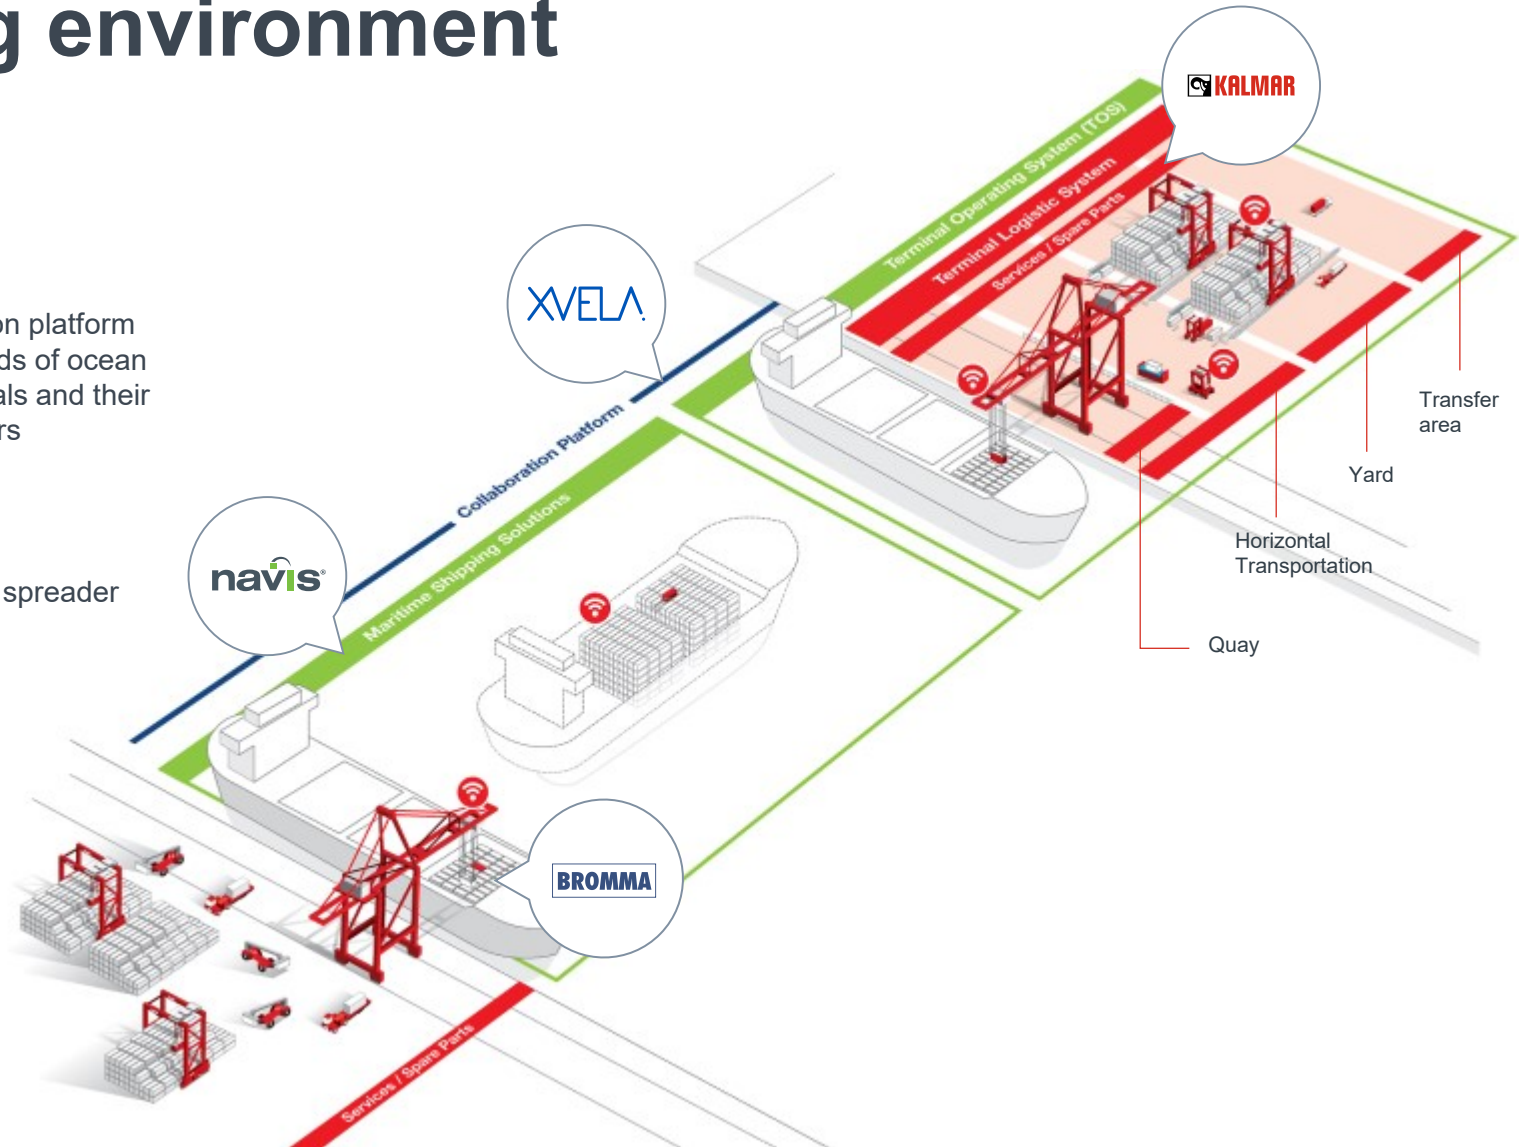 g environment
KALMAR
Terminal Operating System (TOS)
Terminal Logistic System
Services / Spare Parts
XVELA
on platform
ds of ocean
als and their
rs
Transfer
area
Collaboration Platform
Yard
Maritime Shipping Solutions
Horizontal
Transportation
navis
spreader
Quay
BROMMA
Services / Spare Parts